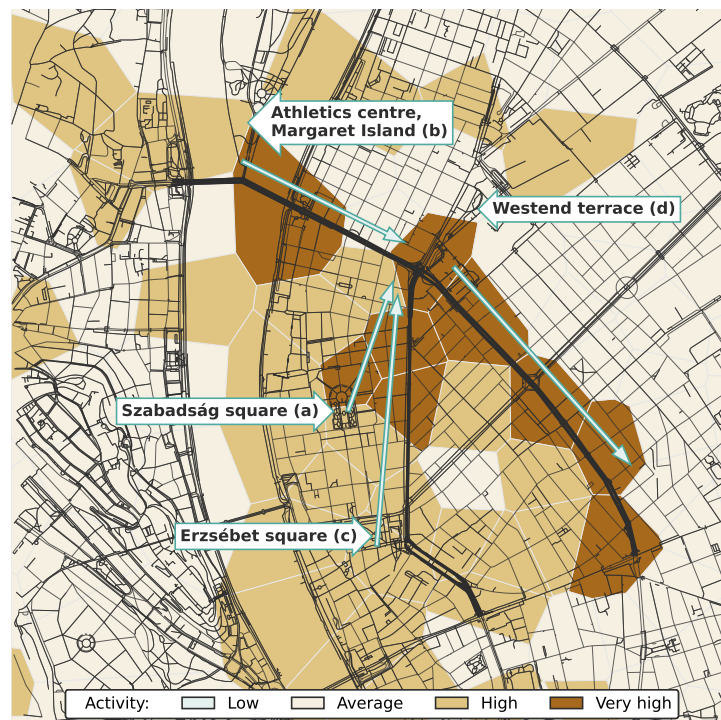 Athletics centre,
Margaret Island (b)
Westend terrace (d)
Szabadság square (a)
Erzsébet square (c)
Activity: Low Average High Very high